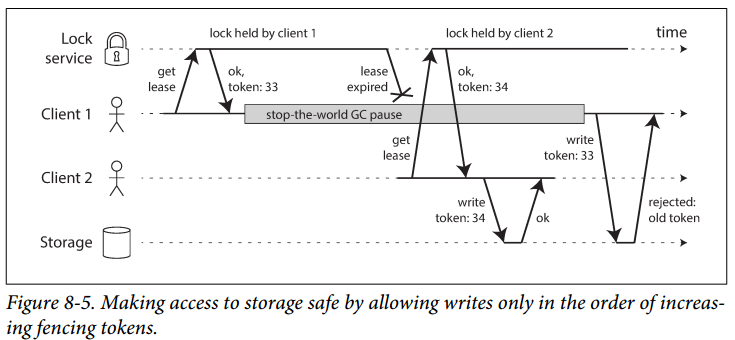 lock held by client 1
lock held by client 2
time
Lock
service
get
lease
ok,
token: 33
lease
expired
ok,
token: 34
Client 1
stop-the-world GC pause
get
lease
write
token: 33
Client 2
write
token: 34
ok
rejected:
old token
Storage
Figure 8-5. Making access to storage safe by allowing writes only in the order of increas-
ing fencing tokens.